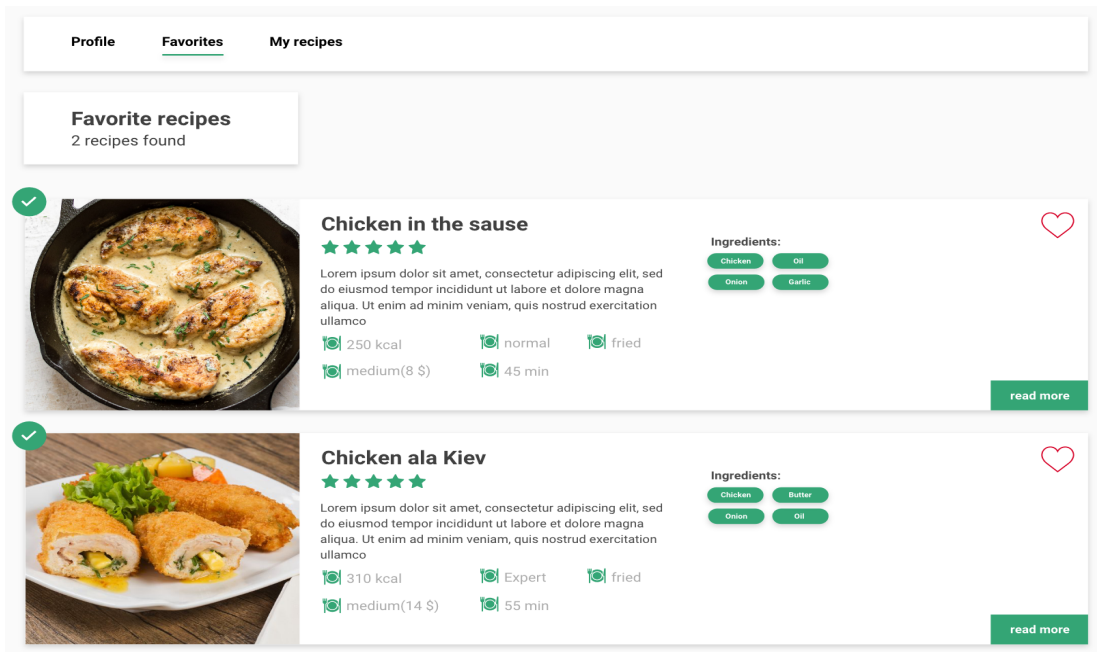 Profile Favorites My recipes
Favorite recipes
2 recipes found
Chicken in the sause
Lorem ipsum dolor sit amet, consectetur adipiscing elit, sed
do eiusmod tempor incididunt ut labore et dolore magna
aliqua. Ut enim ad minim veniam, quis nostrud exercitation
ullamco
250 kcal normal fried
medium(8 $) 45 min
Ingredients:
Chicken Oil
Onion Garlic
read more
Chicken ala Kiev
Lorem ipsum dolor sit amet, consectetur adipiscing elit, sed
do eiusmod tempor incididunt ut labore et dolore magna
aliqua. Ut enim ad minim veniam, quis nostrud exercitation
ullamco
310 kcal Expert fried
medium(14 $) 55 min
Ingredients:
Chicken Butter
Onion Oil
read more